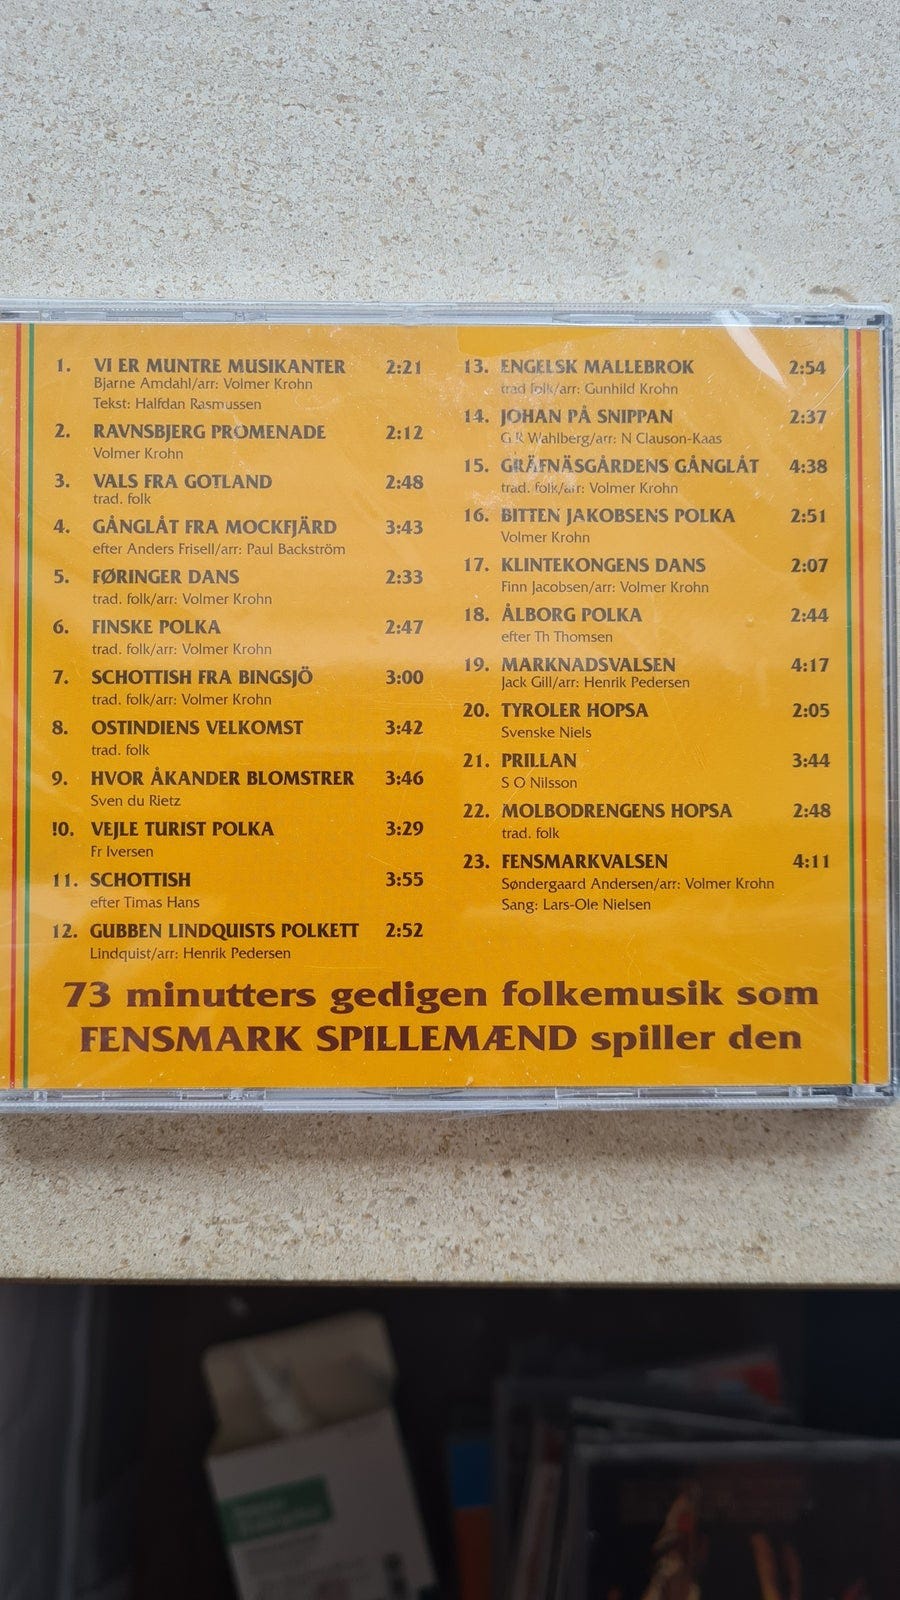 1. VI ER MUNTRE MUSIKANTER 2:21
Bjarne Amdahl/arr: Volmer Krohn
Tekst: Halfdan Rasmussen
2. RAVNSBJERG PROMENADE 2:12
Volmer Krohn
3. VALS FRA GOTLAND 2:48
trad. folk
4. GÅNGLÅT FRA MOCKFJÄRD 3:43
efter Anders Frisell/arr: Paul Backström
5. FØRINGER DANS 2:33
trad. folk/arr: Volmer Krohn
6. FINSKE POLKA 2:47
trad. folk/arr: Volmer Krohn
7. SCHOTTISH FRA BINGSJÖ 3:00
trad. folk/arr: Volmer Krohn
8. OSTINDIENS VELKOMST 3:42
trad. folk
9. HVOR ÅKANDER BLOMSTRER 3:46
Sven du Rietz
!0. VEJLE TURIST POLKA 3:29
Fr Iversen
11. SCHOTTISH 3:55
efter Timas Hans
12. GUBBEN LINDQUISTS POLKETT 2:52
Lindquist/arr: Henrik Pedersen
13. ENGELSK MALLEBROK 2:54
trad folk/arr: Gunhild Krohn
14. JOHAN PÅ SNIPPAN 2:37
G R Wahlberg/arr: N Clauson-Kaas
15. GRÄFNÄSGÅRDENS GÅNGLÅT 4:38
trad. folk/arr: Volmer Krohn
16. BITTEN JAKOBSENS POLKA 2:51
Volmer Krohn
17. KLINTEKONGENS DANS 2:07
Finn Jacobsen/arr: Volmer Krohn
18. ÅLBORG POLKA 2:44
efter Th Thomsen
19. MARKNADSVALSEN 4:17
Jack Gill/arr: Henrik Pedersen
20. TYROLER HOPSA 2:05
Svenske Niels
21. PRILLAN 3:44
S O Nilsson
22. MOLBODRENGENS HOPSA 2:48
trad. folk
23. FENSMARKVALSEN 4:11
Søndergaard Andersen/arr: Volmer Krohn
Sang: Lars-Ole Nielsen
73 minutters gedigen folkemusik som
FENSMARK SPILLEMÆND spiller den